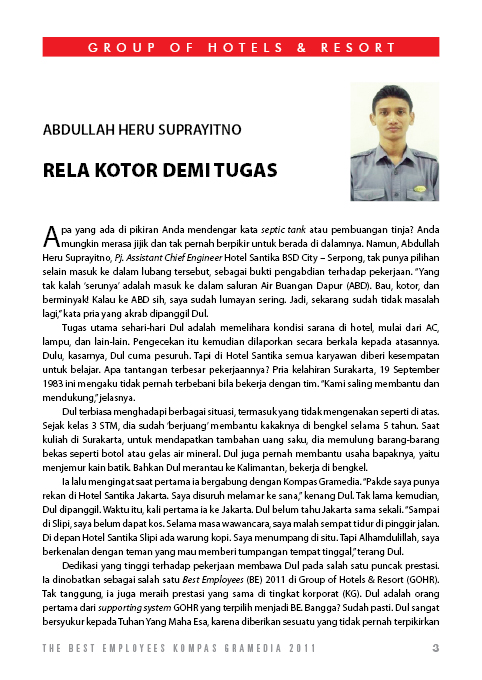 GROUP OF HOTELS & RESORT
ABDULLAH HERU SUPRAYITNO
RELA KOTOR DEMI TUGAS
Apa yang ada di pikiran Anda mendengar kata septic tank atau pembuangan tinja? Anda
mungkin merasa jijik dan tak pernah berpikir untuk berada di dalamnya. Namun, Abdullah
Heru Suprayitno, Pj. Assistant Chief Engineer Hotel Santika BSD City – Serpong, tak punya pilihan
selain masuk ke dalam lubang tersebut, sebagai bukti pengabdian terhadap pekerjaan. “Yang
tak kalah ‘serunya’ adalah masuk ke dalam saluran Air Buangan Dapur (ABD). Bau, kotor, dan
berminyak! Kalau ke ABD sih, saya sudah lumayan sering. Jadi, sekarang sudah tidak masalah
lagi,” kata pria yang akrab dipanggil Dul.
Tugas utama sehari-hari Dul adalah memelihara kondisi sarana di hotel, mulai dari AC,
lampu, dan lain-lain. Pengecekan itu kemudian dilaporkan secara berkala kepada atasannya.
Dulu, kasarnya, Dul cuma pesuruh. Tapi di Hotel Santika semua karyawan diberi kesempatan
untuk belajar. Apa tantangan terbesar pekerjaannya? Pria kelahiran Surakarta, 19 September
1983 ini mengaku tidak pernah terbebani bila bekerja dengan tim. “Kami saling membantu dan
mendukung,” jelasnya.
Dul terbiasa menghadapi berbagai situasi, termasuk yang tidak mengenakan seperti di atas.
Sejak kelas 3 STM, dia sudah ‘berjuang’ membantu kakaknya di bengkel selama 5 tahun. Saat
kuliah di Surakarta, untuk mendapatkan tambahan uang saku, dia memulung barang-barang
bekas seperti botol atau gelas air mineral. Dul juga pernah membantu usaha bapaknya, yaitu
menjemur kain batik. Bahkan Dul merantau ke Kalimantan, bekerja di bengkel.
Ia lalu mengingat saat pertama ia bergabung dengan Kompas Gramedia. “Pakde saya punya
rekan di Hotel Santika Jakarta. Saya disuruh melamar ke sana,” kenang Dul. Tak lama kemudian,
Dul dipanggil. Waktu itu, kali pertama ia ke Jakarta. Dul belum tahu Jakarta sama sekali. “Sampai
di Slipi, saya belum dapat kos. Selama masa wawancara, saya malah sempat tidur di pinggir jalan.
Di depan Hotel Santika Slipi ada warung kopi. Saya menumpang di situ. Tapi Alhamdulillah, saya
berkenalan dengan teman yang mau memberi tumpangan tempat tinggal,” terang Dul.
Dedikasi yang tinggi terhadap pekerjaan membawa Dul pada salah satu puncak prestasi.
Ia dinobatkan sebagai salah satu Best Employees (BE) 2011 di Group of Hotels & Resort (GOHR).
Tak tanggung, ia juga meraih prestasi yang sama di tingkat korporat (KG). Dul adalah orang
pertama dari supporting system GOHR yang terpilih menjadi BE. Bangga? Sudah pasti. Dul sangat
bersyukur kepada Tuhan Yang Maha Esa, karena diberikan sesuatu yang tidak pernah terpikirkan
THE BEST EMPLOYEES KOMPAS GRAMEDIA 2011 3